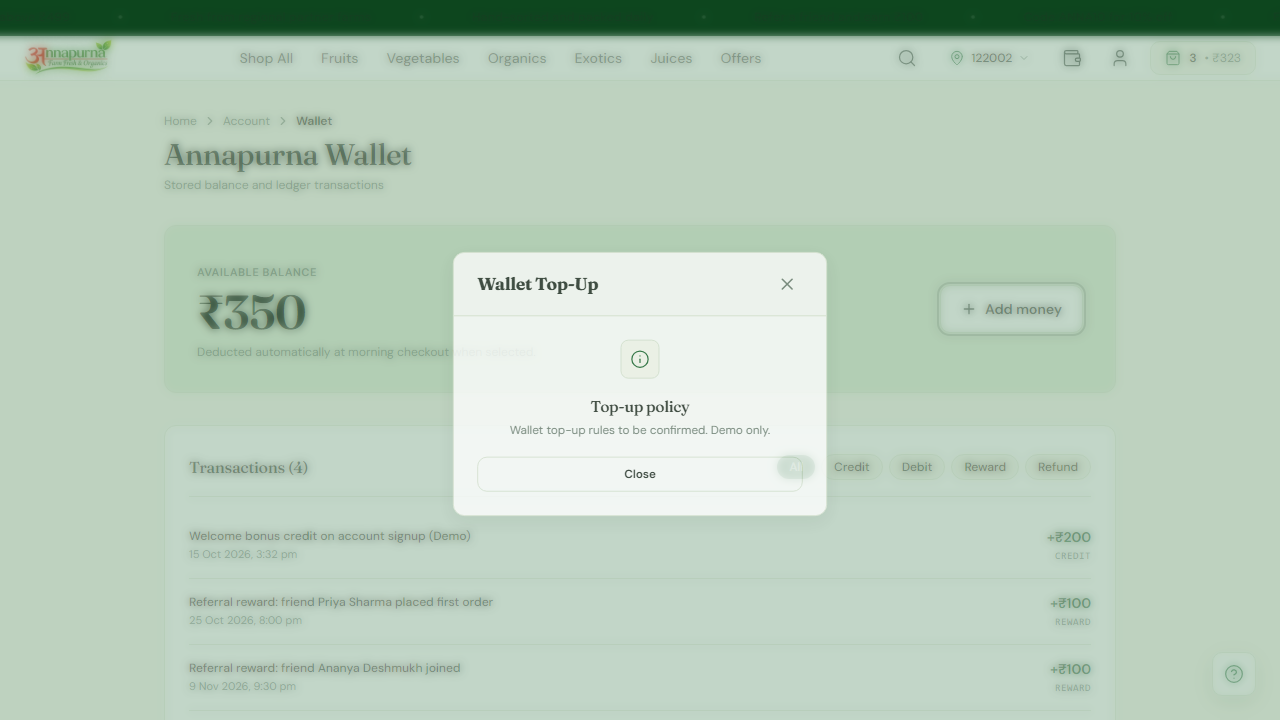 अnnapurna
Shop All
Fruits
Vegetables
Organics
Exotics
Juices
Offers
122002
3 • ₹323
Home > Account > Wallet
Annapurna Wallet
Stored balance and ledger transactions
AVAILABLE BALANCE
₹350
Deducted automatically at morning checkout when selected.
+ Add money
Wallet Top-Up
Top-up policy
Wallet top-up rules to be confirmed. Demo only.
Close
Transactions (4)
All
Credit
Debit
Reward
Refund
Welcome bonus credit on account signup (Demo)
15 Oct 2026, 3:32 pm
+₹200
CREDIT
Referral reward: friend Priya Sharma placed first order
25 Oct 2026, 8:00 pm
+₹100
REWARD
Referral reward: friend Ananya Deshmukh joined
9 Nov 2026, 9:30 pm
+₹100
REWARD